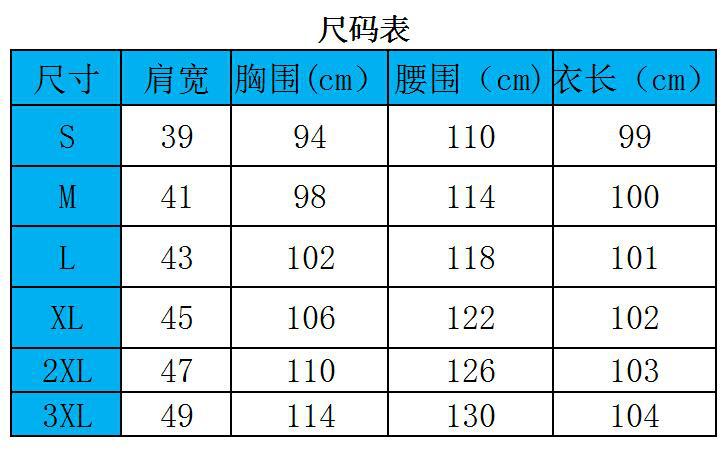 尺码表
尺寸 肩宽 胸围(cm） 腰围（cm) 衣长（cm）
S 39 94 110 99
M 41 98 114 100
L 43 102 118 101
XL 45 106 122 102
2XL 47 110 126 103
3XL 49 114 130 104